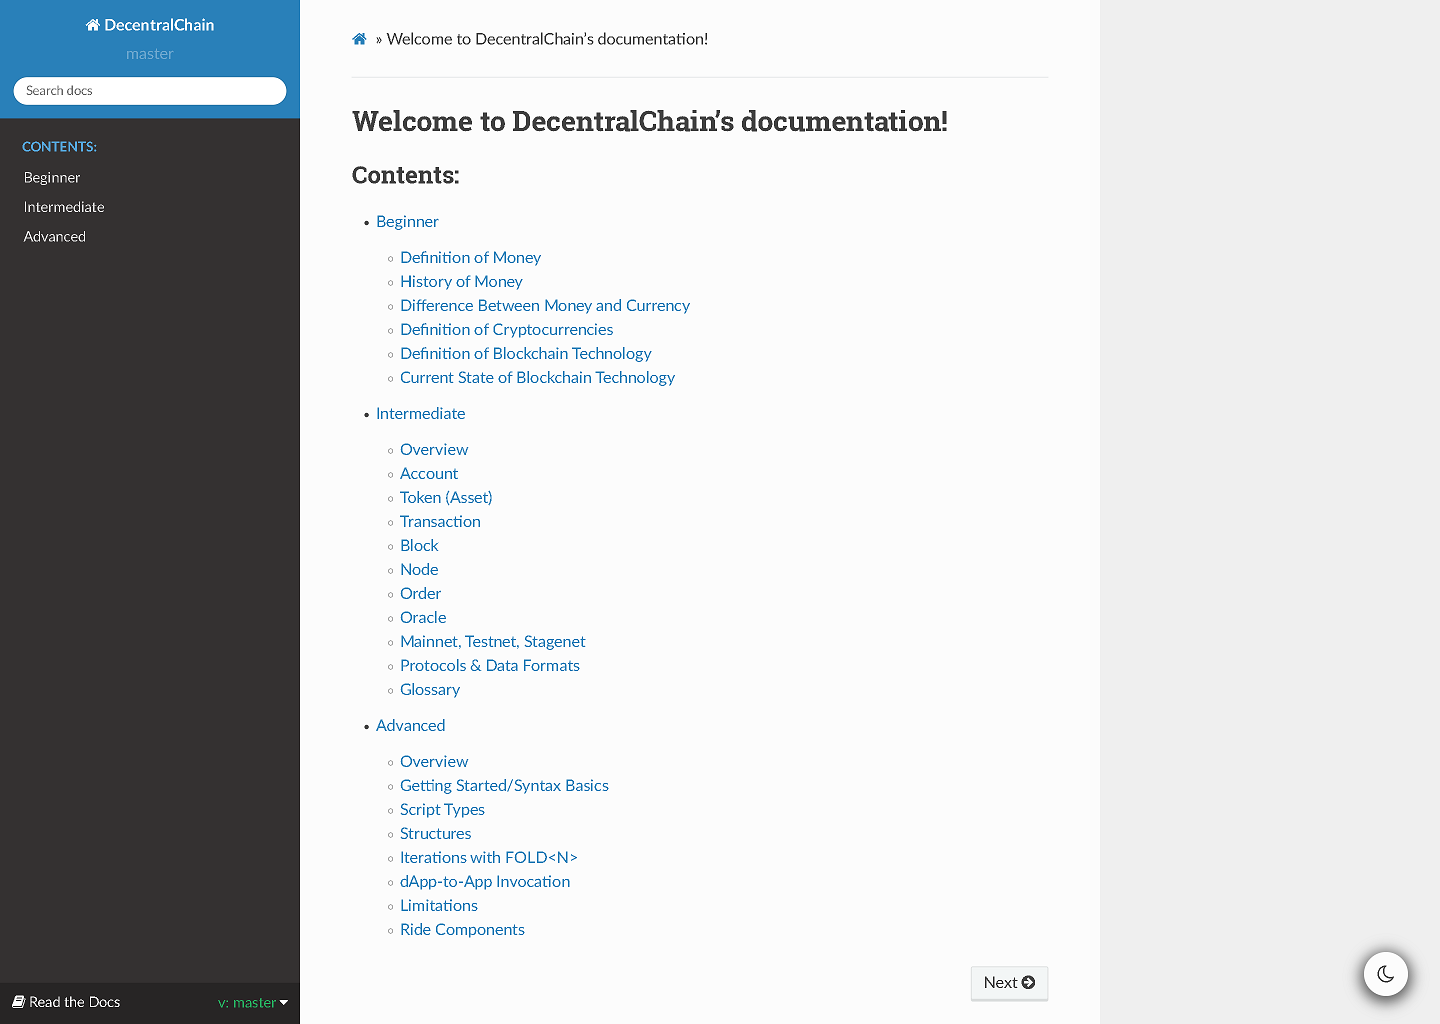 DecentralChain
master
Search docs
CONTENTS:
Beginner
Intermediate
Advanced
Read the Docs
v: master
» Welcome to DecentralChain’s documentation!
Welcome to DecentralChain’s documentation!
Contents:
Beginner
Definition of Money
History of Money
Difference Between Money and Currency
Definition of Cryptocurrencies
Definition of Blockchain Technology
Current State of Blockchain Technology
Intermediate
Overview
Account
Token (Asset)
Transaction
Block
Node
Order
Oracle
Mainnet, Testnet, Stagenet
Protocols & Data Formats
Glossary
Advanced
Overview
Getting Started/Syntax Basics
Script Types
Structures
Iterations with FOLD<N>
dApp-to-App Invocation
Limitations
Ride Components
Next